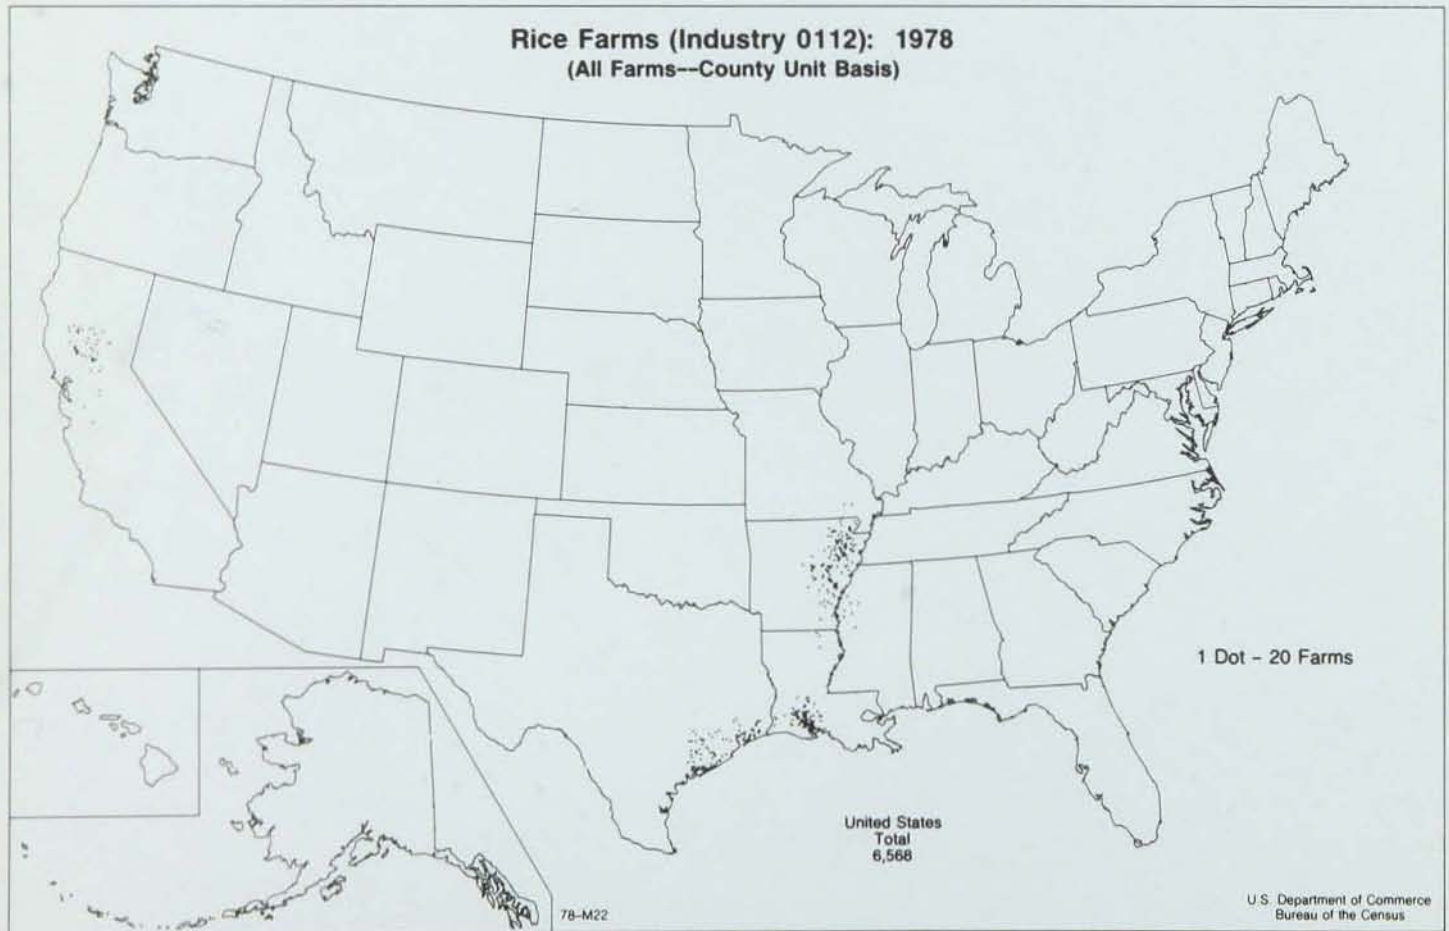 Rice Farms (Industry 0112): 1978
(All Farms--County Unit Basis)
1 Dot - 20 Farms
United States
Total
6,568
78-M22
U.S. Department of Commerce
Bureau of the Census